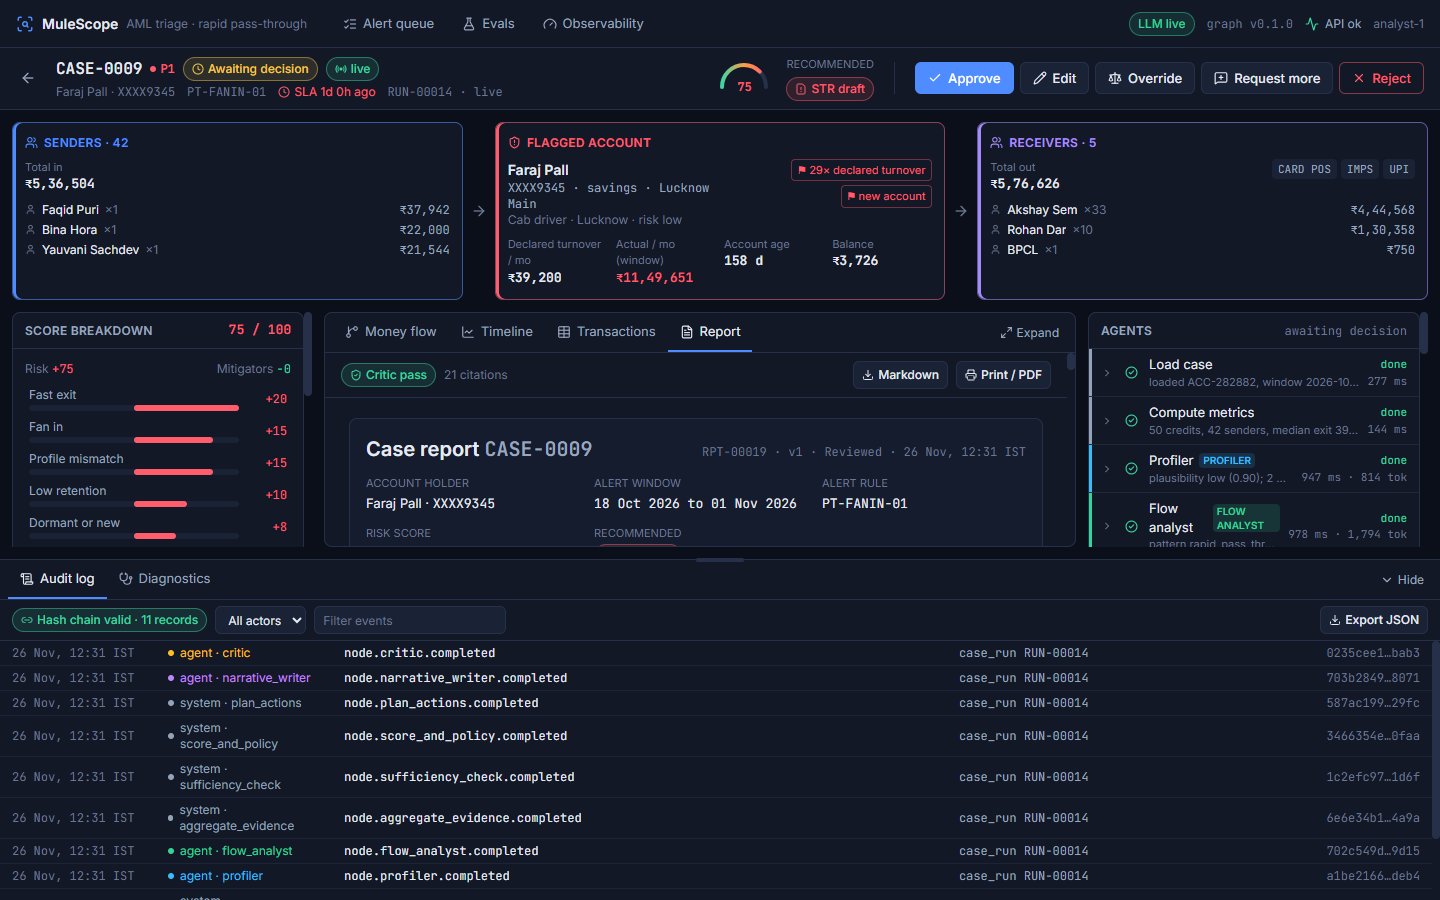 MuleScope AML triage · rapid pass-through Alert queue Evals Observability LLM live graph v0.1.0 API ok analyst-1
CASE-0009 P1 Awaiting decision live
Faraj Pall · XXXX9345 PT-FANIN-01 SLA 1d 0h ago RUN-00014 · live
75
RECOMMENDED
STR draft
Approve Edit Override Request more Reject
SENDERS · 42
Total in
₹5,36,504
Faqid Puri ×1 ₹37,942
Bina Hora ×1 ₹22,000
Yauvani Sachdev ×1 ₹21,544
FLAGGED ACCOUNT
Faraj Pall
XXXX9345 · savings · Lucknow
Main
Cab driver · Lucknow · risk low
29× declared turnover
new account
Declared turnover
/ mo
₹39,200
Actual / mo
(window)
₹11,49,651
Account age
158 d
Balance
₹3,726
RECEIVERS · 5
Total out
₹5,76,626
CARD POS IMPS UPI
Akshay Sem ×33 ₹4,44,568
Rohan Dar ×10 ₹1,30,358
BPCL ×1 ₹750
SCORE BREAKDOWN 75 / 100
Risk +75 Mitigators -0
Fast exit +20
Fan in +15
Profile mismatch +15
Low retention +10
Dormant or new +8
Money flow Timeline Transactions Report Expand
Critic pass 21 citations Markdown Print / PDF
Case report CASE-0009 RPT-00019 · v1 · Reviewed · 26 Nov, 12:31 IST
ACCOUNT HOLDER ALERT WINDOW ALERT RULE
Faraj Pall · XXXX9345 18 Oct 2026 to 01 Nov 2026 PT-FANIN-01
RISK SCORE RECOMMENDED
AGENTS awaiting decision
Load case done
loaded ACC-282882, window 2026-10... 277 ms
Compute metrics done
50 credits, 42 senders, median exit 39... 144 ms
Profiler PROFILER done
plausibility low (0.90); 2 ... 947 ms · 814 tok
Flow
analyst
FLOW
ANALYST
done
pattern rapid_pass_thr... 978 ms · 1,794 tok
Audit log Diagnostics Hide
Hash chain valid · 11 records All actors Filter events Export JSON
26 Nov, 12:31 IST agent · critic node.critic.completed case_run RUN-00014 0235cee1…bab3
26 Nov, 12:31 IST agent · narrative_writer node.narrative_writer.completed case_run RUN-00014 703b2849…8071
26 Nov, 12:31 IST system · plan_actions node.plan_actions.completed case_run RUN-00014 587ac199…29fc
26 Nov, 12:31 IST system · score_and_policy node.score_and_policy.completed case_run RUN-00014 3466354e…0faa
26 Nov, 12:31 IST system · sufficiency_check node.sufficiency_check.completed case_run RUN-00014 1c2efc97…1d6f
26 Nov, 12:31 IST system · aggregate_evidence node.aggregate_evidence.completed case_run RUN-00014 6e6e34b1…4a9a
26 Nov, 12:31 IST agent · flow_analyst node.flow_analyst.completed case_run RUN-00014 702c549d…9d15
26 Nov, 12:31 IST agent · profiler node.profiler.completed case_run RUN-00014 a1be2166…deb4